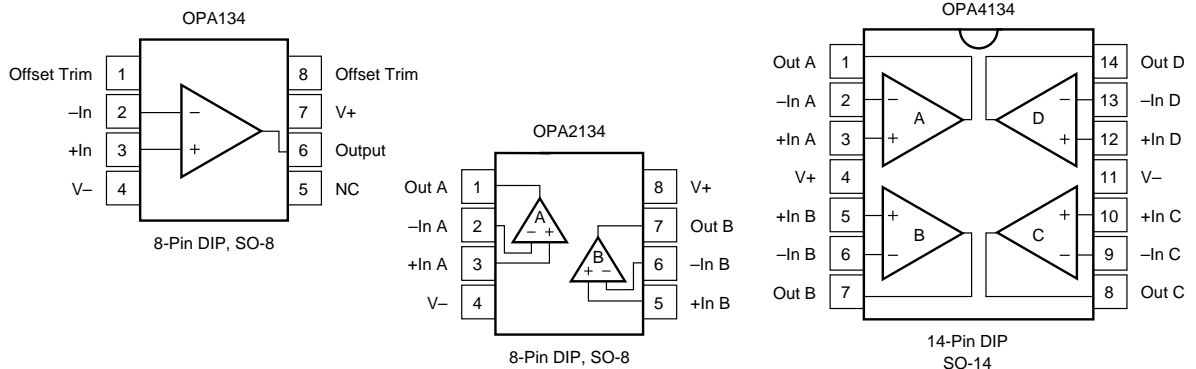 OPA134
Offset Trim 1 8 Offset Trim
–In 2 – 7 V+
+In 3 + 6 Output
V– 4 5 NC
8-Pin DIP, SO-8
OPA2134
Out A 1 8 V+
–In A 2 A – + 7 Out B
+In A 3 B + – 6 –In B
V– 4 5 +In B
8-Pin DIP, SO-8
OPA4134
Out A 1 14 Out D
–In A 2 – A D – 13 –In D
+In A 3 + + 12 +In D
V+ 4 11 V–
+In B 5 + B C + 10 +In C
–In B 6 – – 9 –In C
Out B 7 8 Out C
14-Pin DIP
SO-14